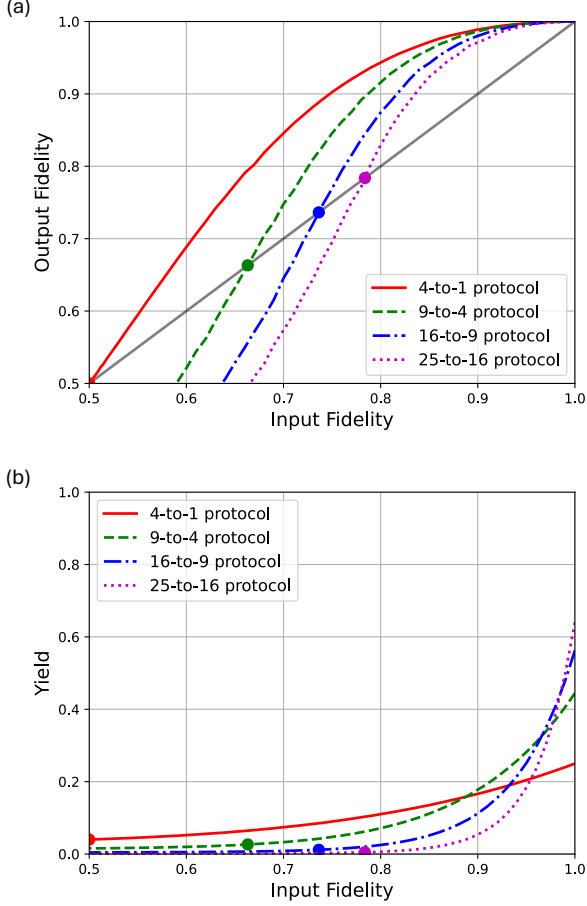 (a)
1.0
0.9
0.8
0.7
0.6
0.5
Output Fidelity
4-to-1 protocol
9-to-4 protocol
16-to-9 protocol
25-to-16 protocol
0.5 0.6 0.7 0.8 0.9 1.0
Input Fidelity
(b)
1.0
0.8
0.6
0.4
0.2
0.0
Yield
4-to-1 protocol
9-to-4 protocol
16-to-9 protocol
25-to-16 protocol
0.5 0.6 0.7 0.8 0.9 1.0
Input Fidelity